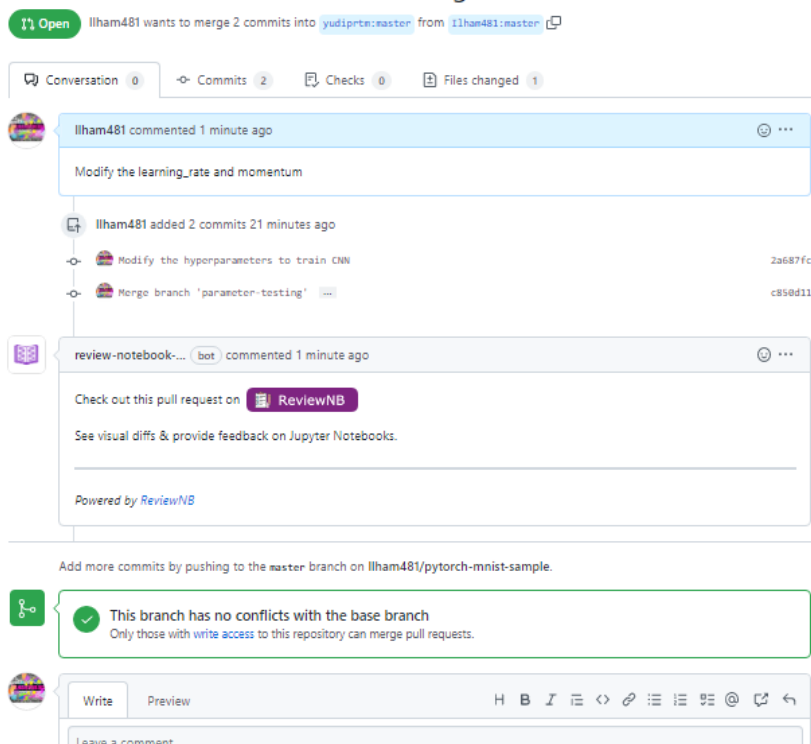 Open Ilham481 wants to merge 2 commits into yudiprtm:master from Ilham481:master
Conversation 0 Commits 2 Checks 0 Files changed 1
Ilham481 commented 1 minute ago
Modify the learning_rate and momentum
Ilham481 added 2 commits 21 minutes ago
Modify the hyperparameters to train CNN 2a687fc
Merge branch 'parameter-testing' ... c850d11
review-notebook-... bot commented 1 minute ago
Check out this pull request on ReviewNB
See visual diffs & provide feedback on Jupyter Notebooks.
Powered by ReviewNB
Add more commits by pushing to the master branch on Ilham481/pytorch-mnist-sample.
This branch has no conflicts with the base branch
Only those with write access to this repository can merge pull requests.
Write Preview H B I @
Leave a comment